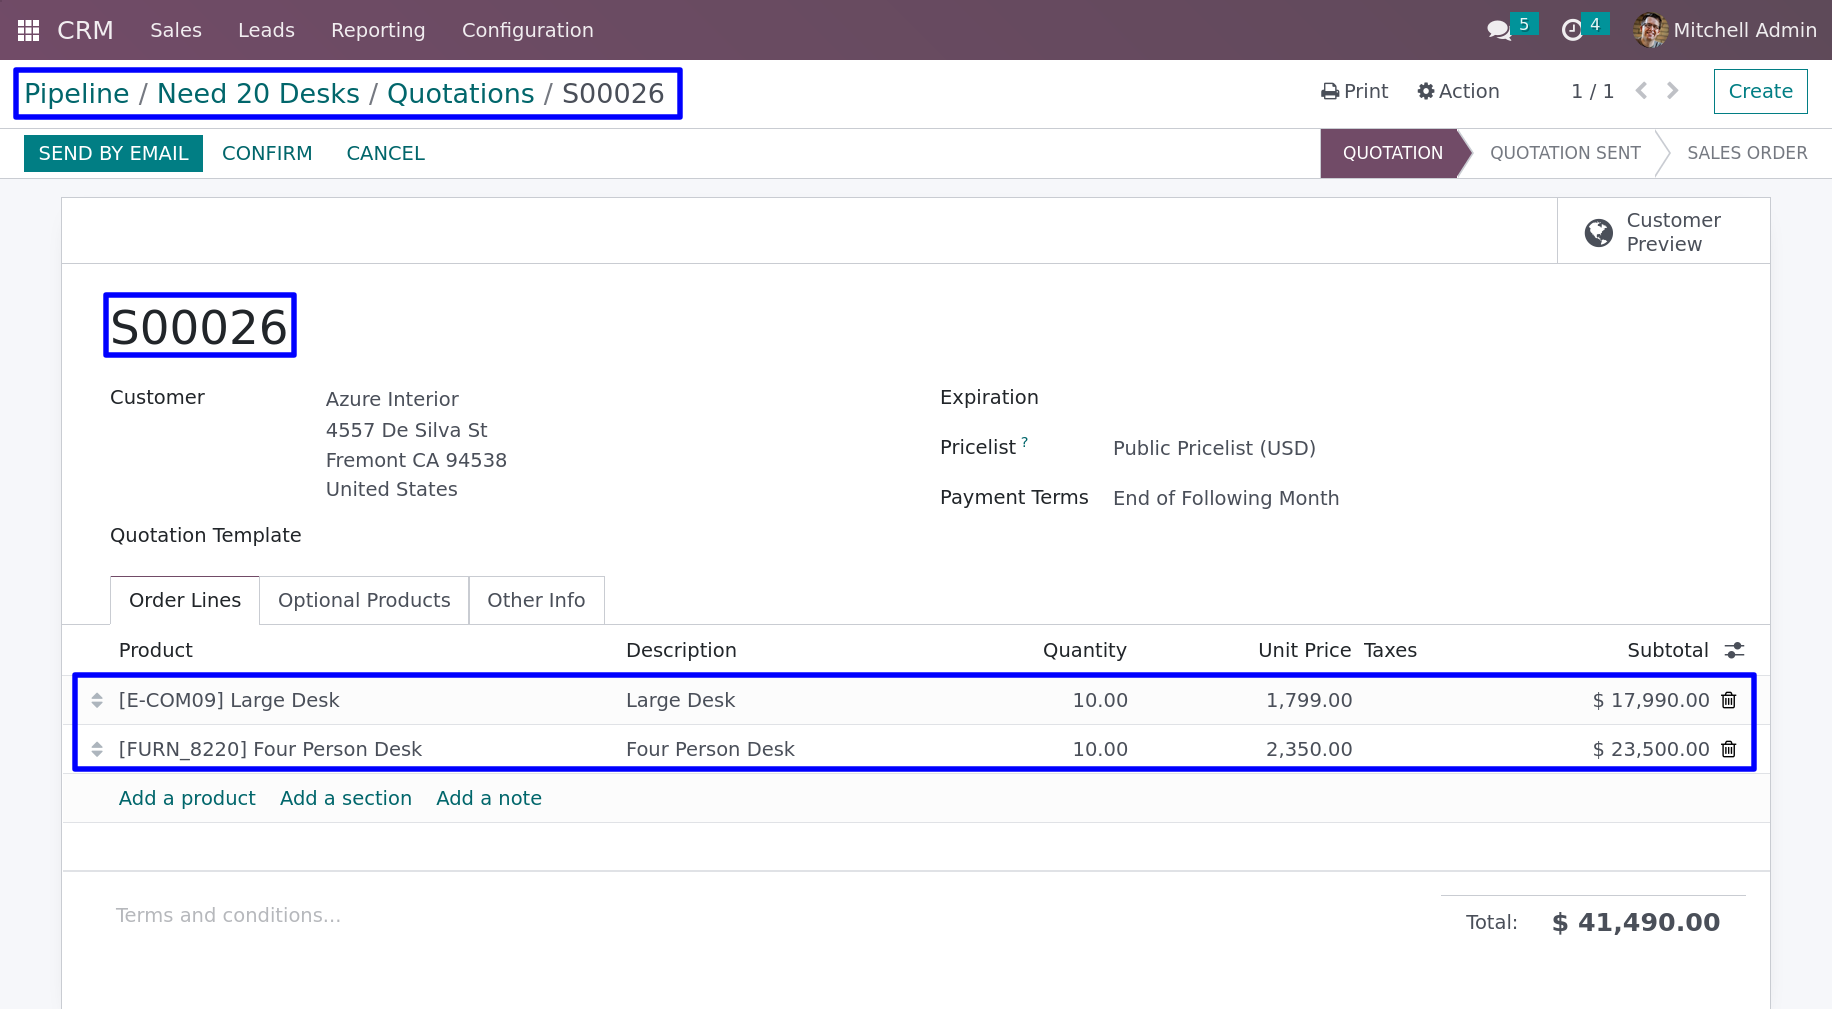 CRM Sales Leads Reporting Configuration 5 4 Mitchell Admin
Pipeline / Need 20 Desks / Quotations / S00026 Print Action 1 / 1 Create
SEND BY EMAIL CONFIRM CANCEL QUOTATION QUOTATION SENT SALES ORDER
Customer
Preview
S00026
Customer Azure Interior
4557 De Silva St
Fremont CA 94538
United States
Quotation Template
Expiration
Pricelist ? Public Pricelist (USD)
Payment Terms End of Following Month
Order Lines Optional Products Other Info
Product Description Quantity Unit Price Taxes Subtotal
[E-COM09] Large Desk Large Desk 10.00 1,799.00 $ 17,990.00
[FURN_8220] Four Person Desk Four Person Desk 10.00 2,350.00 $ 23,500.00
Add a product Add a section Add a note
Terms and conditions...
Total: $ 41,490.00